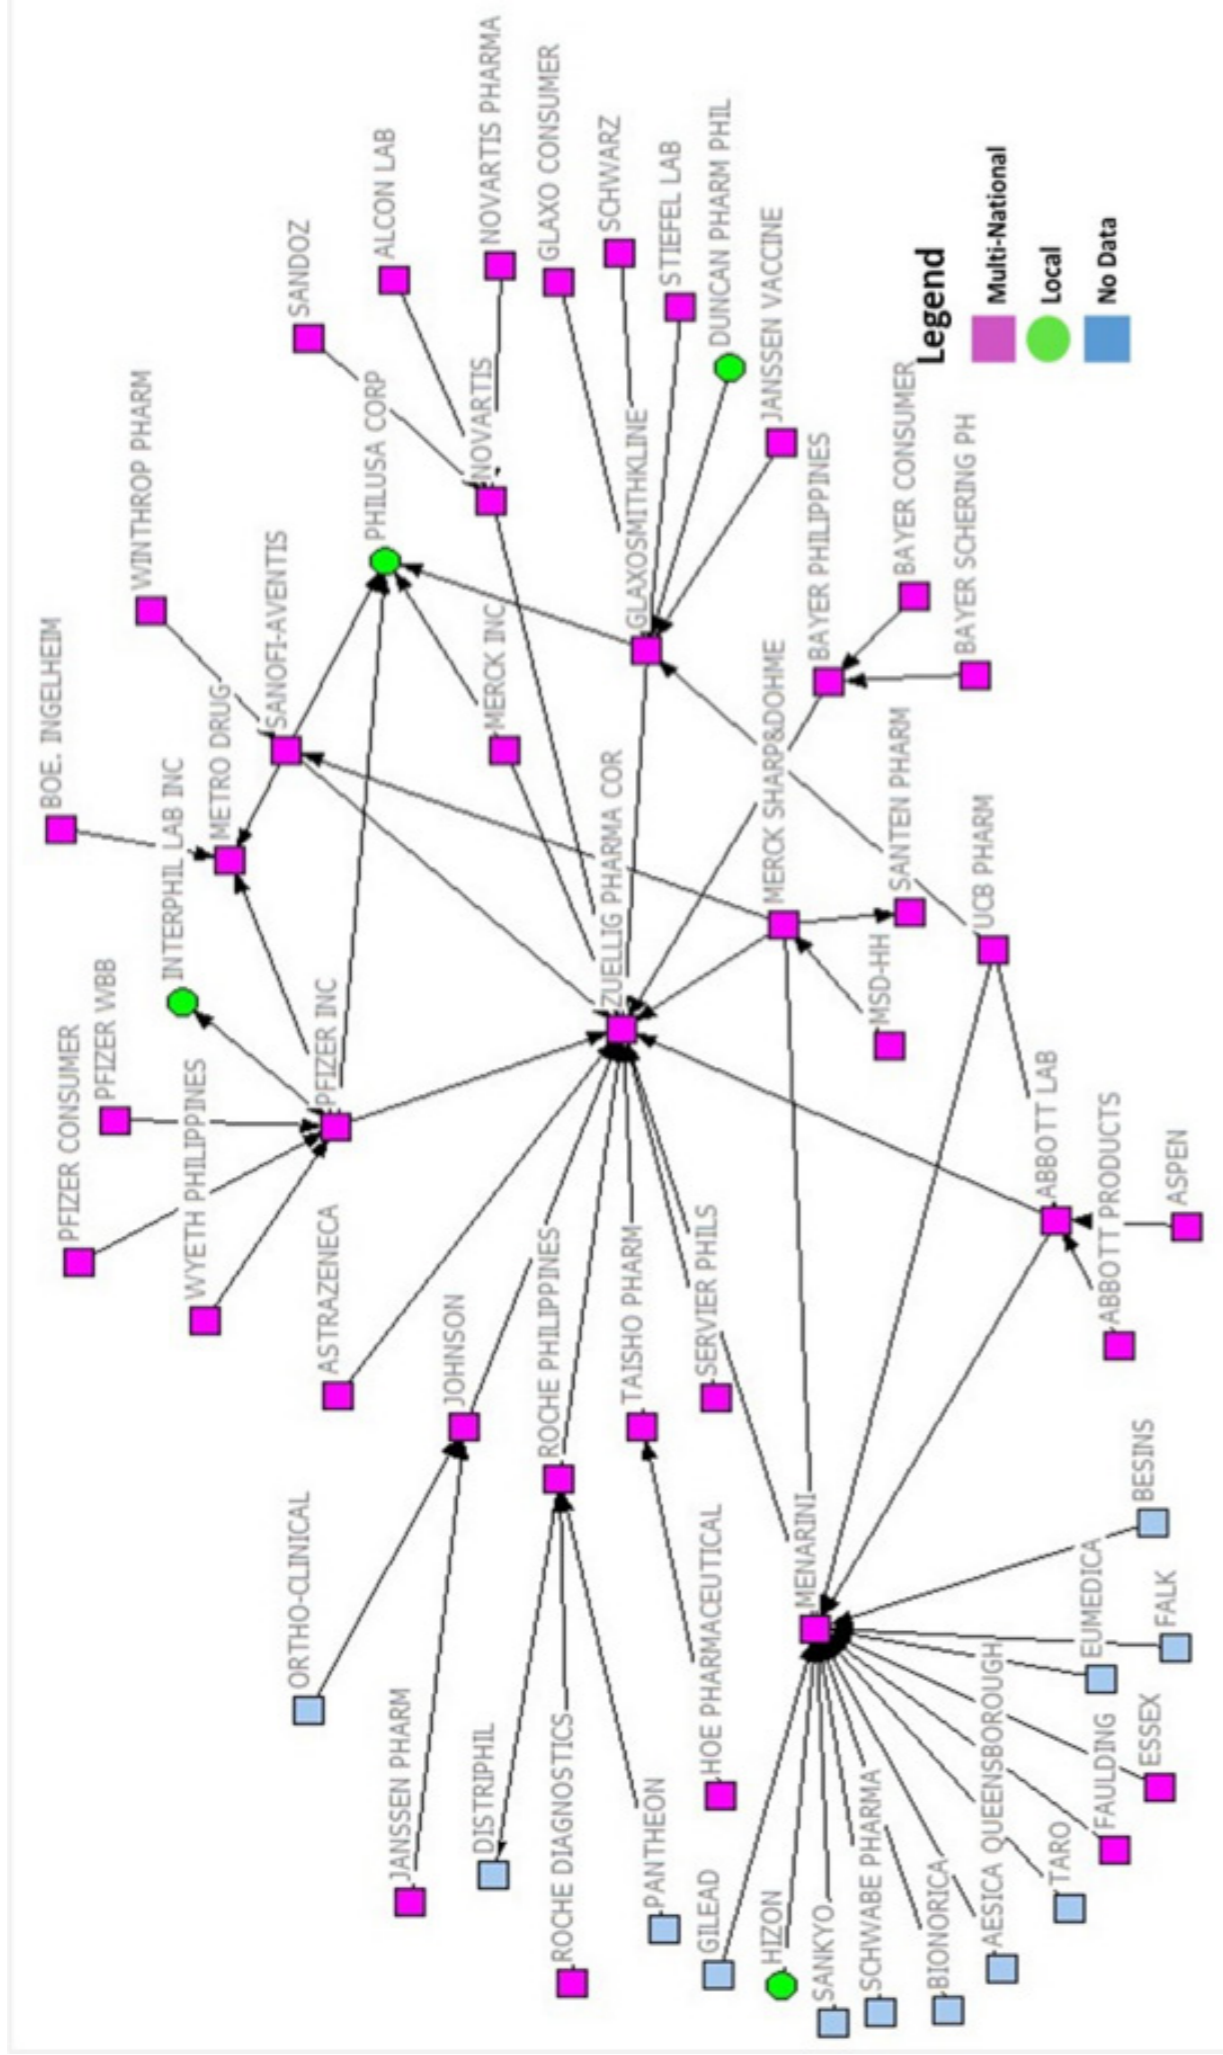 BOE. INGELHEIM
WINTHROP PHARM
SANDOZ
ALCON LAB
NOVARTIS PHARMA
GLAXO CONSUMER
SCHWARZ
STIEFEL LAB
DUNCAN PHARM PHIL
JANSSEN VACCINE
PHILUSA CORP
NOVARTIS
SANOFI-AVENTIS
METRO DRUG
INTERPHIL LAB INC
MERCK INC
GLAXOSMITHKLINE
BAYER PHILIPPINES
BAYER CONSUMER
BAYER SCHERING PH
PFIZER CONSUMER
PFIZER WBB
WYETH PHILIPPINES
PFIZER INC
ZUELLIG PHARMA COR
MERCK SHARP&DOHME
SANTEN PHARM
MSD-HH
UCB PHARM
ASTRAZENECA
JOHNSON
ROCHE PHILIPPINES
TAISHO PHARM
SERVIER PHILS
ABBOTT LAB
ABBOTT PRODUCTS
ASPEN
ORTHO-CLINICAL
JANSSEN PHARM
DISTRIPHIL
ROCHE DIAGNOSTICS
PANTHEON
HOE PHARMACEUTICAL
MENARINI
GILEAD
HIZON
SANKYO
SCHWABE PHARMA
BIONORICA
AESICA QUEENSBOROUGH
TARO
FAULDING
ESSEX
EUMEDICA
FALK
BESINS
Legend
Multi-National
Local
No Data